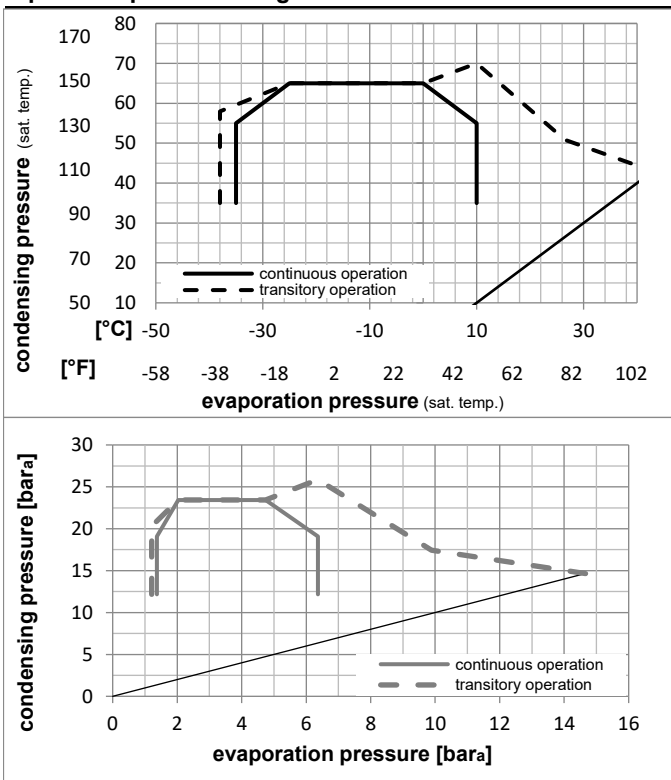 80
170
70
150
60
130
50
110
40
90
30
70
20
50
10
condensing pressure (sat. temp.)
continuous operation
transitory operation
[°C] -50 -30 -10 10 30
[°F] -58 -38 -18 2 22 42 62 82 102
evaporation pressure (sat. temp.)
30
25
20
15
10
5
0
condensing pressure [bara]
continuous operation
transitory operation
0 2 4 6 8 10 12 14 16
evaporation pressure [bara]